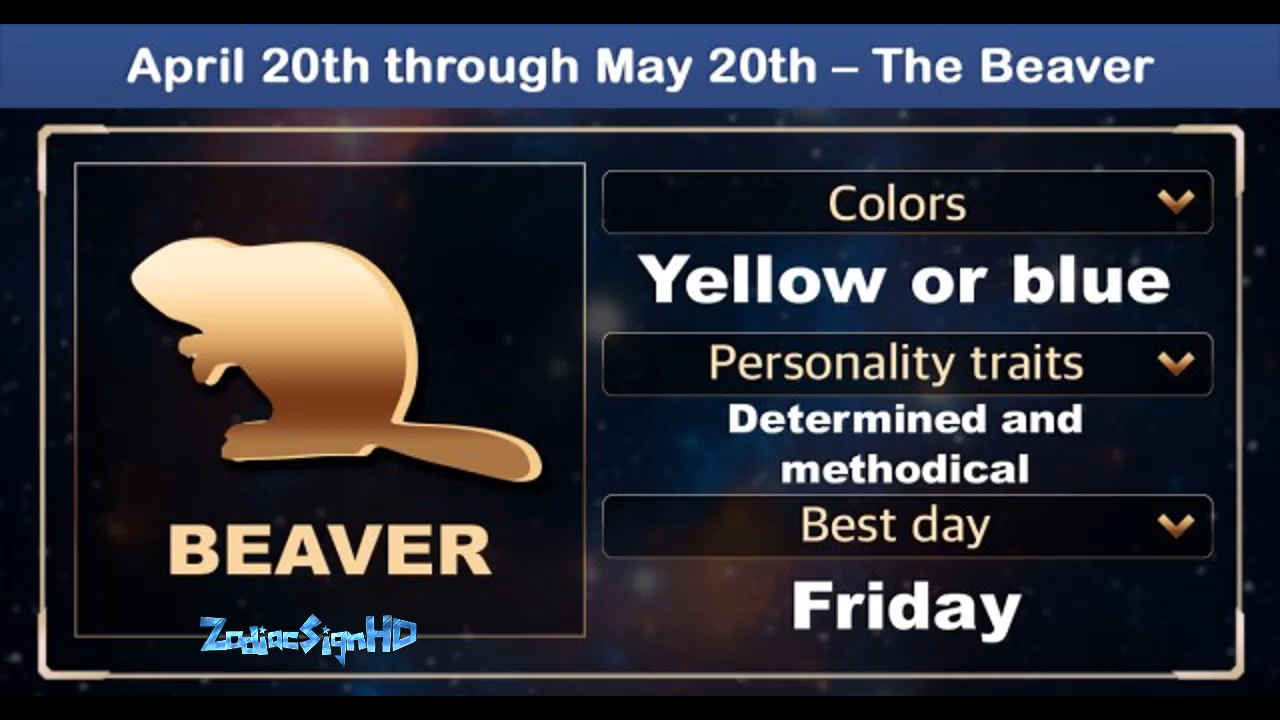 April 20th through May 20th – The Beaver
Colors
Yellow or blue
Personality traits
Determined and
methodical
Best day
Friday
BEAVER
ZodiacSignHD